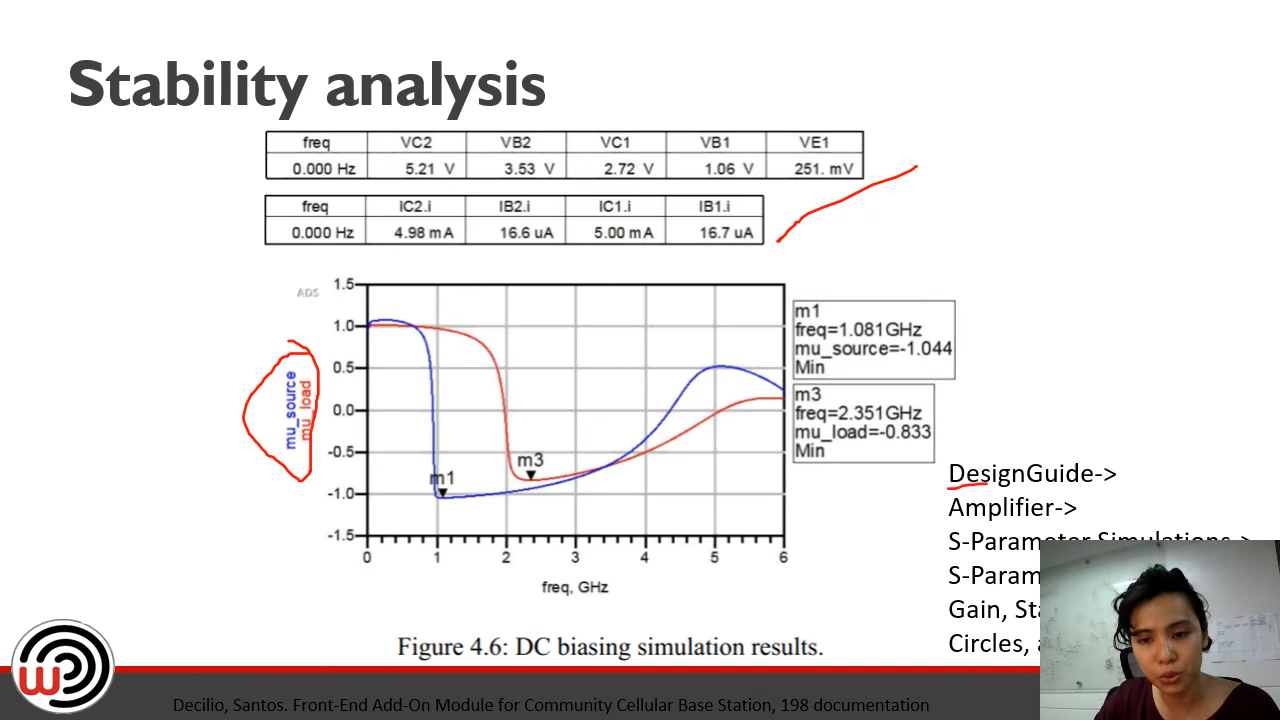 Stability analysis
freq VC2 VB2 VC1 VB1 VE1
0.000 Hz 5.21 V 3.53 V 2.72 V 1.06 V 251. mV
freq IC2.i IB2.i IC1.i IB1.i
0.000 Hz 4.98 mA 16.6 uA 5.00 mA 16.7 uA
ADS
mu_source
mu_load
1.5
1.0
0.5
0.0
-0.5
-1.0
-1.5
m1
m3
0 1 2 3 4 5 6
freq, GHz
m1
freq=1.081GHz
mu_source=-1.044
Min
m3
freq=2.351GHz
mu_load=-0.833
Min
DesignGuide->
Amplifier->
S-Parameter Simulations->
S-Param
Gain, Sta
Circles,
Figure 4.6: DC biasing simulation results.
Decilio, Santos. Front-End Add-On Module for Community Cellular Base Station, 198 documentation